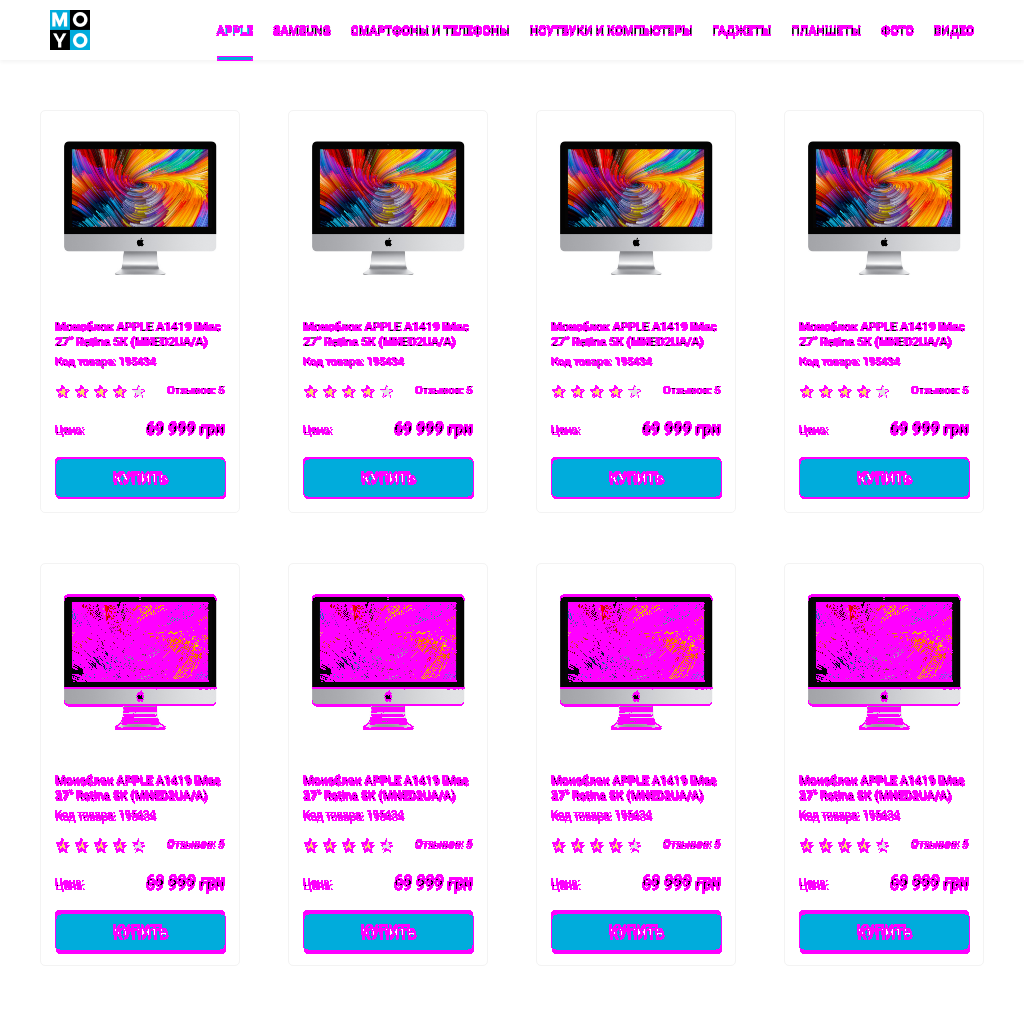 MO
YO
APPLE SAMSUNG СМАРТФОНЫ И ТЕЛЕФОНЫ НОУТБУКИ И КОМПЬЮТЕРЫ ГАДЖЕТЫ ПЛАНШЕТЫ ФОТО ВИДЕО
Моноблок APPLE A1419 iMac Моноблок APPLE A1419 iMac Моноблок APPLE A1419 iMac Моноблок APPLE A1419 iMac
27" Retina 5K (MNED2UA/A) 27" Retina 5K (MNED2UA/A) 27" Retina 5K (MNED2UA/A) 27" Retina 5K (MNED2UA/A)
Код товара: 195434 Код товара: 195434 Код товара: 195434 Код товара: 195434
Отзывов: 5 Отзывов: 5 Отзывов: 5 Отзывов: 5
Цена: 69 999 грн Цена: 69 999 грн Цена: 69 999 грн Цена: 69 999 грн
КУПИТЬ КУПИТЬ КУПИТЬ КУПИТЬ
Моноблок APPLE A1419 iMac Моноблок APPLE A1419 iMac Моноблок APPLE A1419 iMac Моноблок APPLE A1419 iMac
27" Retina 5K (MNED2UA/A) 27" Retina 5K (MNED2UA/A) 27" Retina 5K (MNED2UA/A) 27" Retina 5K (MNED2UA/A)
Код товара: 195434 Код товара: 195434 Код товара: 195434 Код товара: 195434
Отзывов: 5 Отзывов: 5 Отзывов: 5 Отзывов: 5
Цена: 69 999 грн Цена: 69 999 грн Цена: 69 999 грн Цена: 69 999 грн
КУПИТЬ КУПИТЬ КУПИТЬ КУПИТЬ